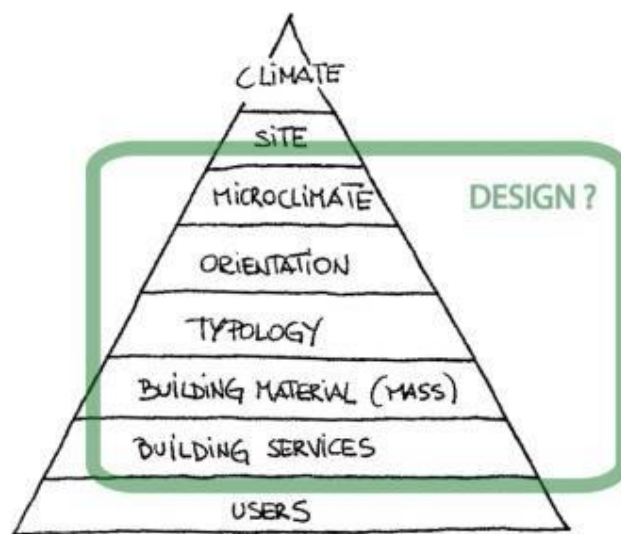 CLIMATE
SITE
MICROCLIMATE
DESIGN ?
ORIENTATION
TYPOLOGY
BUILDING MATERIAL (MASS)
BUILDING SERVICES
USERS